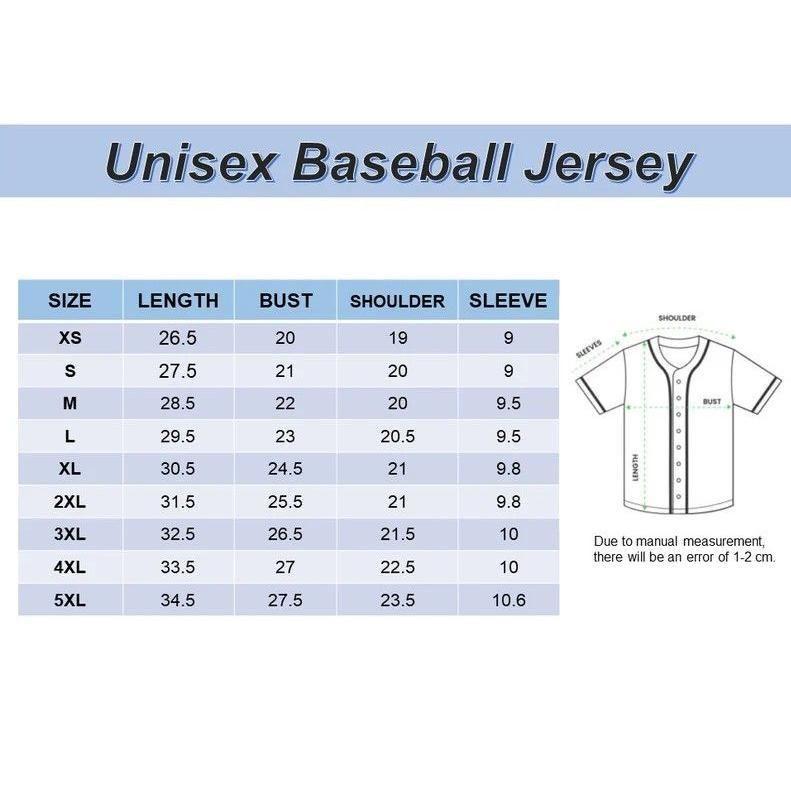 Unisex Baseball Jersey
SIZE LENGTH BUST SHOULDER SLEEVE
XS 26.5 20 19 9
S 27.5 21 20 9
M 28.5 22 20 9.5
L 29.5 23 20.5 9.5
XL 30.5 24.5 21 9.8
2XL 31.5 25.5 21 9.8
3XL 32.5 26.5 21.5 10
4XL 33.5 27 22.5 10
5XL 34.5 27.5 23.5 10.6
SHOULDER
SLEEVES
BUST
LENGTH
Due to manual measurement,
there will be an error of 1-2 cm.